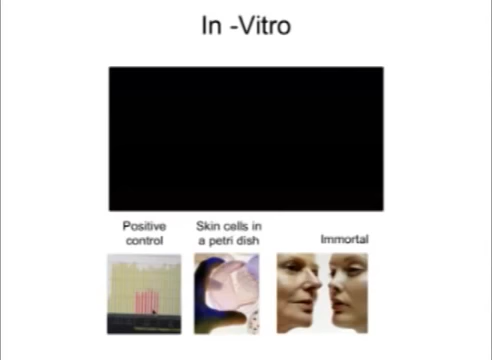 In -Vitro
Positive
control
Skin cells in
a petri dish
Immortal